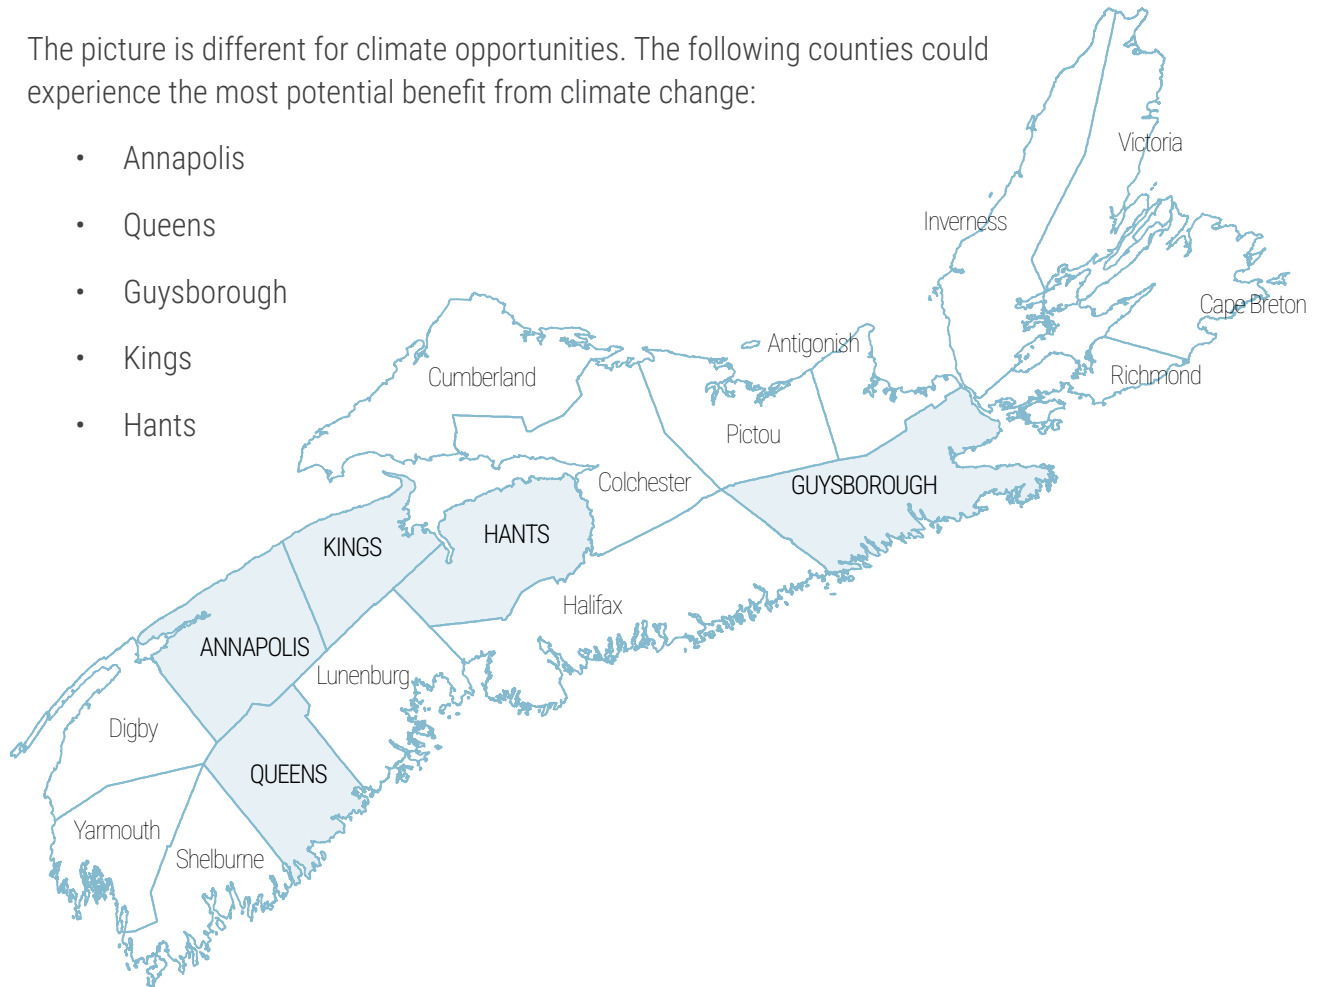 The picture is different for climate opportunities. The following counties could
experience the most potential benefit from climate change:
• Annapolis
• Queens
• Guysborough
• Kings
• Hants
Victoria
Inverness
Cape Breton
Antigonish
Richmond
Cumberland
Pictou
Colchester
GUYSBOROUGH
HANTS
KINGS
Halifax
ANNAPOLIS
Lunenburg
Digby
QUEENS
Yarmouth
Shelburne